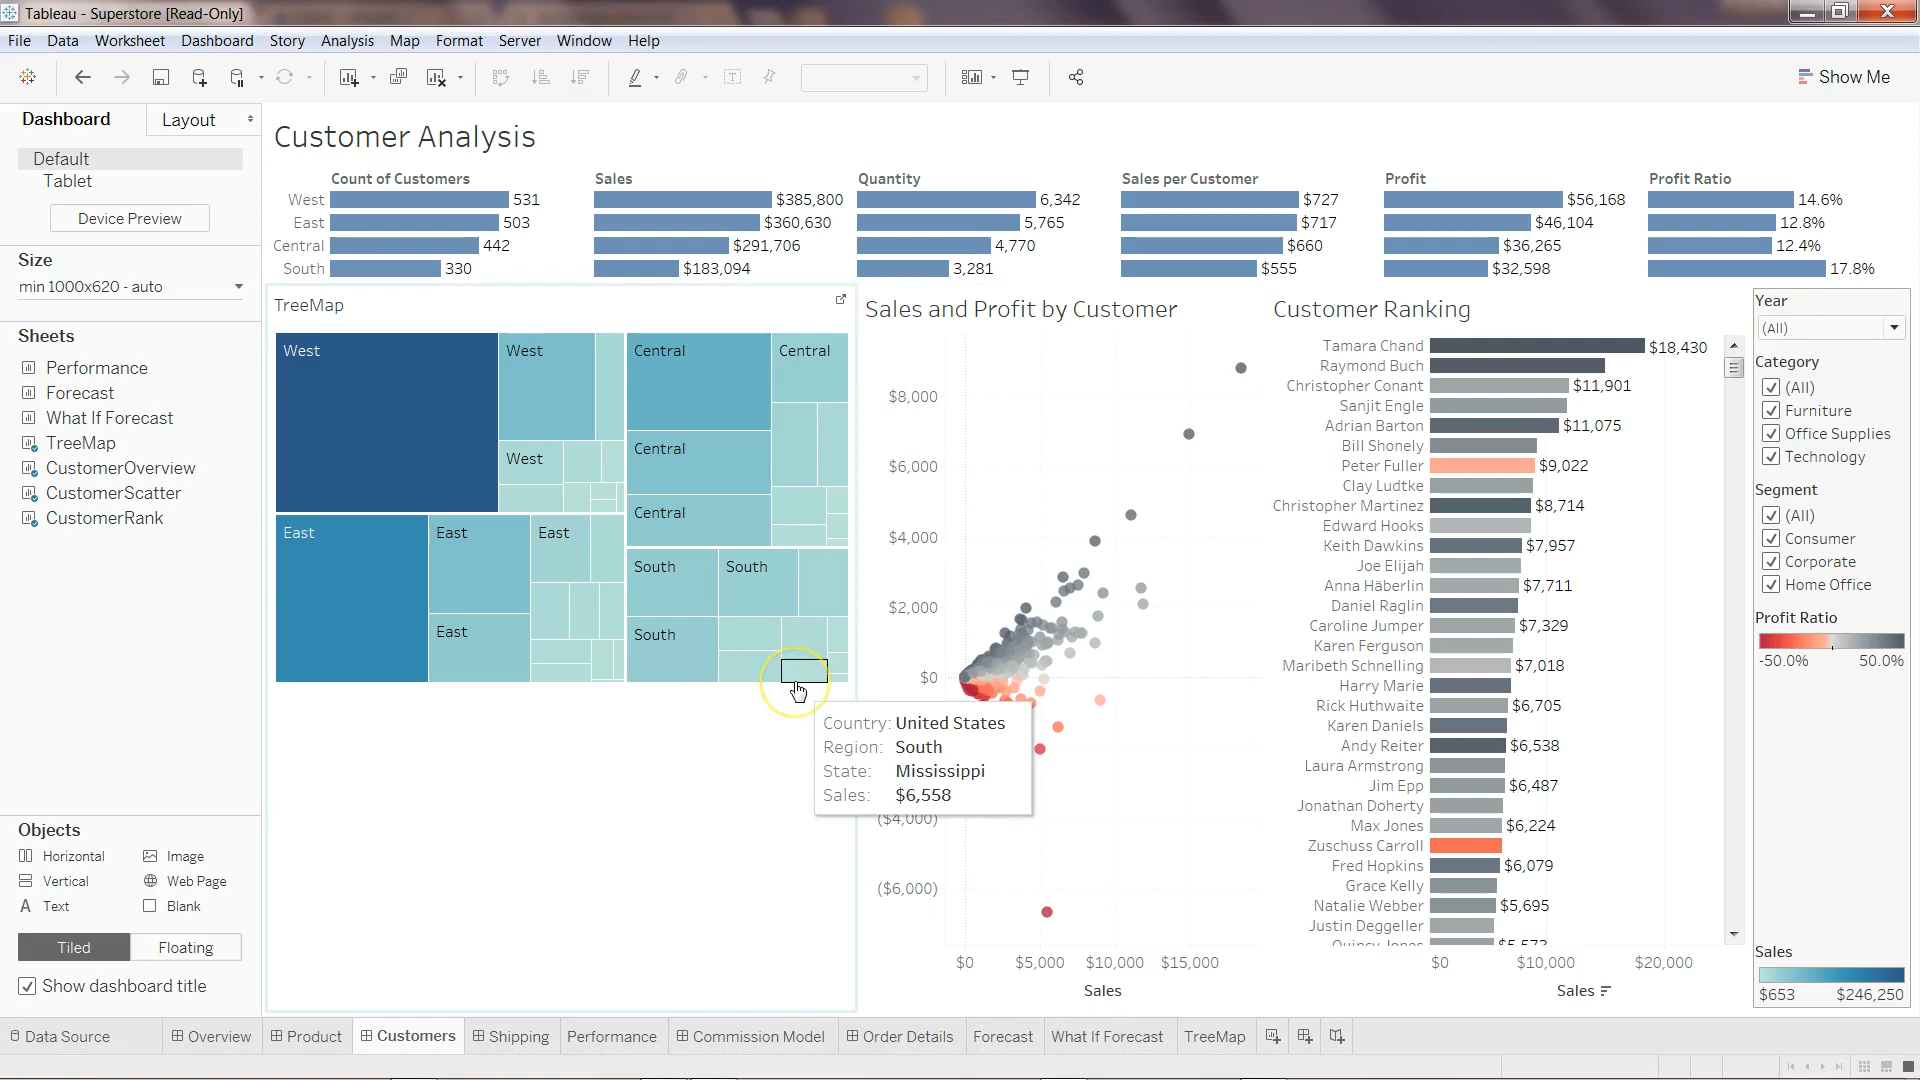 Tableau - Superstore [Read-Only]
File Data Worksheet Dashboard Story Analysis Map Format Server Window Help
Show Me
Dashboard Layout
Default
Tablet
Device Preview
Size
min 1000x620 - auto
Sheets
Performance
Forecast
What If Forecast
TreeMap
CustomerOverview
CustomerScatter
CustomerRank
Objects
Horizontal Image
Vertical Web Page
A Text Blank
Tiled Floating
Show dashboard title
Customer Analysis
Count of Customers Sales Quantity Sales per Customer Profit Profit Ratio
West 531 $385,800 6,342 $727 $56,168 14.6%
East 503 $360,630 5,765 $717 $46,104 12.8%
Central 442 $291,706 4,770 $660 $36,265 12.4%
South 330 $183,094 3,281 $555 $32,598 17.8%
TreeMap
West West Central Central
West Central
Central
East East East
East
South South
South
Country: United States
Region: South
State: Mississippi
Sales: $6,558
Sales and Profit by Customer
$8,000
$6,000
$4,000
$2,000
$0
($4,000)
($6,000)
$0 $5,000 $10,000 $15,000
Sales
Customer Ranking
Tamara Chand $18,430
Raymond Buch
Christopher Conant $11,901
Sanjit Engle
Adrian Barton $11,075
Bill Shonely
Peter Fuller $9,022
Clay Ludtke
Christopher Martinez $8,714
Edward Hooks
Keith Dawkins $7,957
Joe Elijah
Anna Häberlin $7,711
Daniel Raglin
Caroline Jumper $7,329
Karen Ferguson
Maribeth Schnelling $7,018
Harry Marie
Rick Huthwaite $6,705
Karen Daniels
Andy Reiter $6,538
Laura Armstrong
Jim Epp $6,487
Jonathan Doherty
Max Jones $6,224
Zuschuss Carroll
Fred Hopkins $6,079
Grace Kelly
Natalie Webber $5,695
Justin Deggeller
Quincy Jones $5,573
$0 $10,000 $20,000
Sales
Year
(All)
Category
(All)
Furniture
Office Supplies
Technology
Segment
(All)
Consumer
Corporate
Home Office
Profit Ratio
-50.0% 50.0%
Sales
$653 $246,250
Data Source Overview Product Customers Shipping Performance Commission Model Order Details Forecast What If Forecast TreeMap